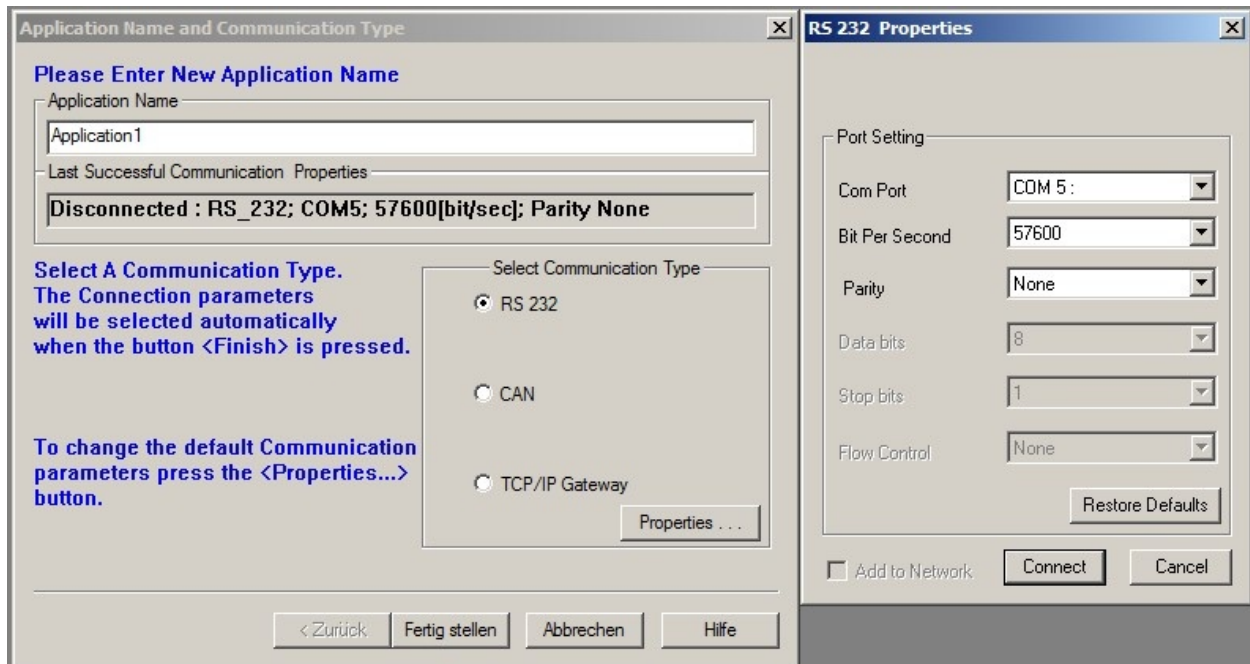 Application Name and Communication Type
Please Enter New Application Name
Application Name
Application1
Last Successful Communication Properties
Disconnected : RS_232; COM5; 57600[bit/sec]; Parity None
Select A Communication Type.
The Connection parameters
will be selected automatically
when the button <Finish> is pressed.
To change the default Communication
parameters press the <Properties...>
button.
Select Communication Type
RS 232
CAN
TCP/IP Gateway
Properties . . .
< Zurück
Fertig stellen
Abbrechen
Hilfe
RS 232 Properties
Port Setting
Com Port
COM 5 :
Bit Per Second
57600
Parity
None
Data bits
8
Stop bits
1
Flow Control
None
Restore Defaults
Add to Network
Connect
Cancel